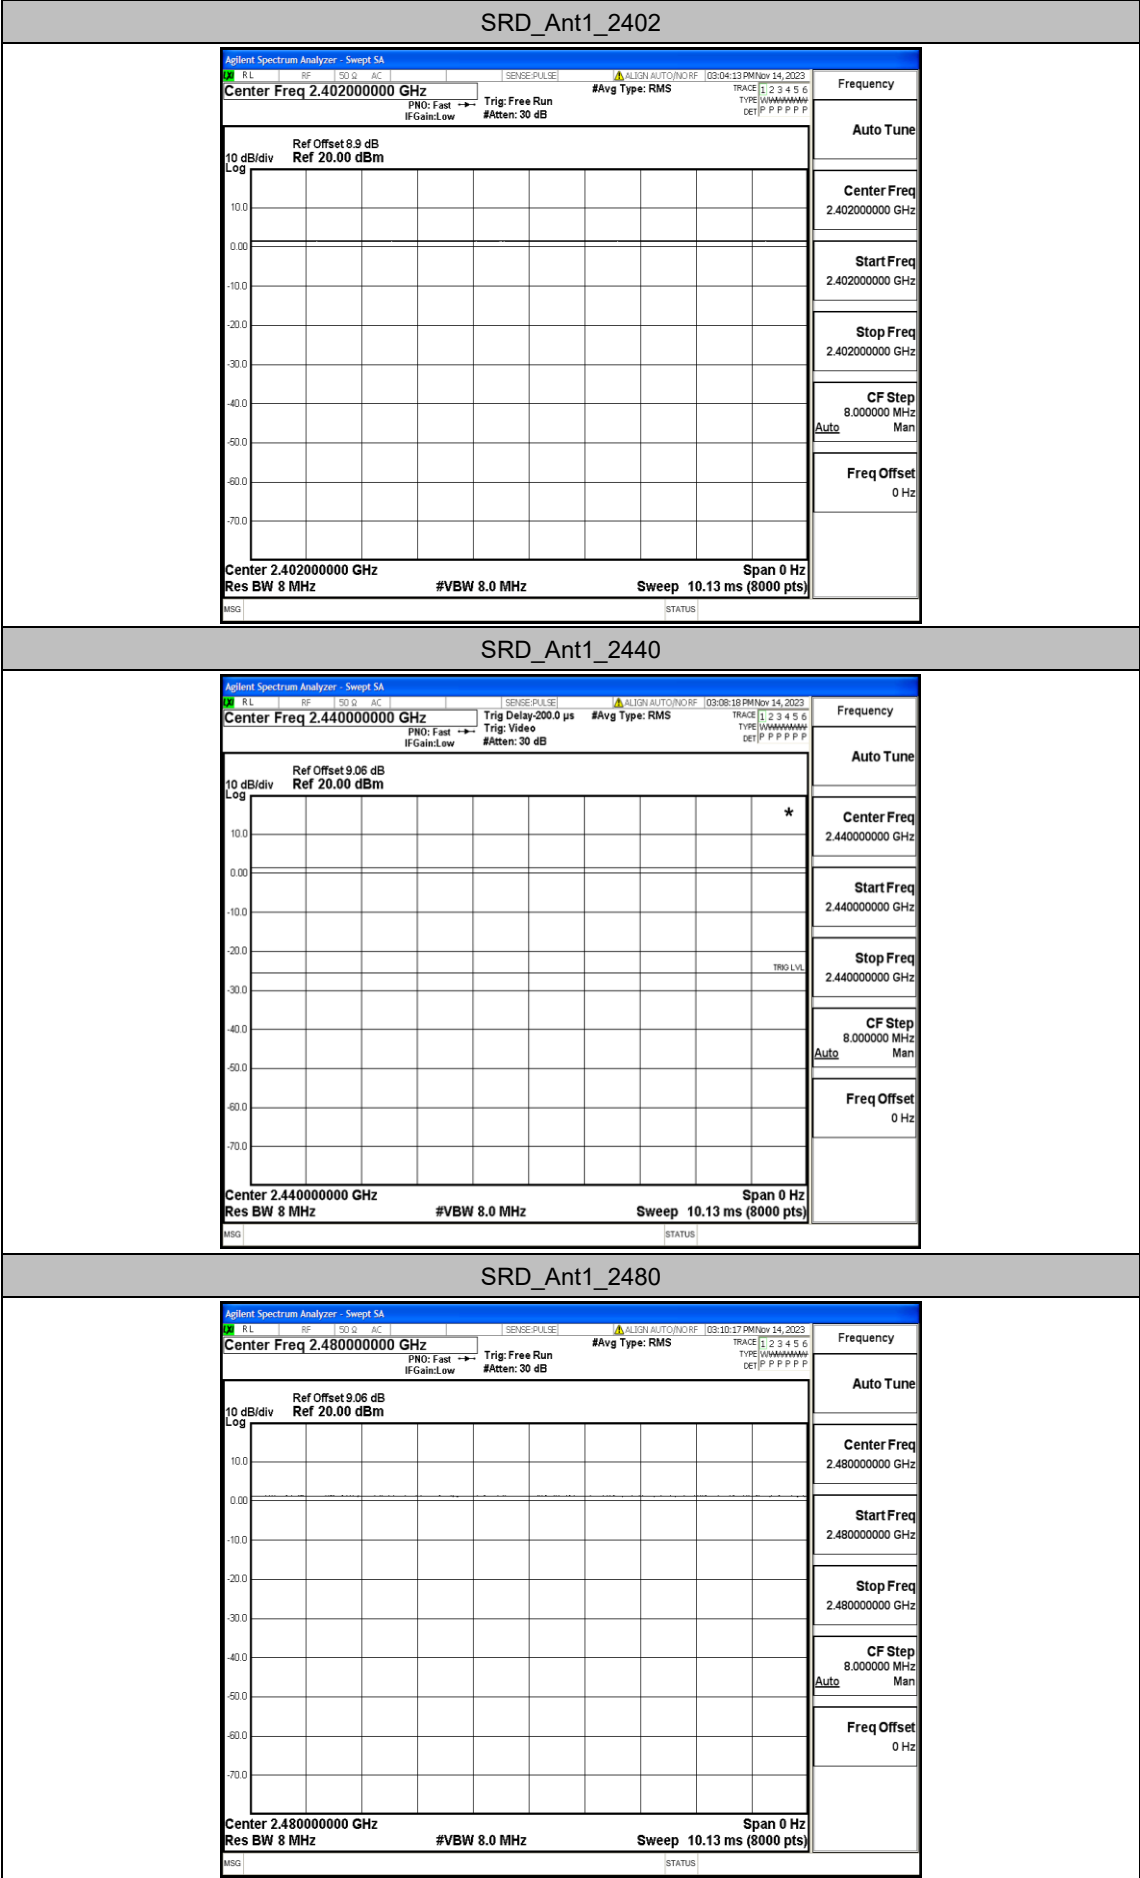 SRD_Ant1_2402
Agilent Spectrum Analyzer - Swept SA
LXI RL RF 50 Ω AC SENSE:PULSE ALIGN AUTO/NO RF 03:04:13 PM Nov 14, 2023
Center Freq 2.402000000 GHz
PNO: Fast
IFGain:Low
Trig: Free Run
#Atten: 30 dB
#Avg Type: RMS
TRACE 1 2 3 4 5 6
TYPE WWWWWW
DET P P P P P P
Ref Offset 8.9 dB
10 dB/div Ref 20.00 dBm
Log
10.0
0.00
-10.0
-20.0
-30.0
-40.0
-50.0
-60.0
-70.0
Center 2.402000000 GHz Span 0 Hz
Res BW 8 MHz #VBW 8.0 MHz Sweep 10.13 ms (8000 pts)
MSG STATUS
Frequency
Auto Tune
Center Freq
2.402000000 GHz
Start Freq
2.402000000 GHz
Stop Freq
2.402000000 GHz
CF Step
8.000000 MHz
Auto Man
Freq Offset
0 Hz
SRD_Ant1_2440
Agilent Spectrum Analyzer - Swept SA
LXI RL RF 50 Ω AC SENSE:PULSE ALIGN AUTO/NO RF 03:08:18 PM Nov 14, 2023
Center Freq 2.440000000 GHz
PNO: Fast
IFGain:Low
Trig Delay-200.0 µs
Trig: Video
#Atten: 30 dB
#Avg Type: RMS
TRACE 1 2 3 4 5 6
TYPE WWWWWW
DET P P P P P P
Ref Offset 9.06 dB
10 dB/div Ref 20.00 dBm
Log
*
10.0
0.00
-10.0
-20.0
TRIG LVL
-30.0
-40.0
-50.0
-60.0
-70.0
Center 2.440000000 GHz Span 0 Hz
Res BW 8 MHz #VBW 8.0 MHz Sweep 10.13 ms (8000 pts)
MSG STATUS
Frequency
Auto Tune
Center Freq
2.440000000 GHz
Start Freq
2.440000000 GHz
Stop Freq
2.440000000 GHz
CF Step
8.000000 MHz
Auto Man
Freq Offset
0 Hz
SRD_Ant1_2480
Agilent Spectrum Analyzer - Swept SA
LXI RL RF 50 Ω AC SENSE:PULSE ALIGN AUTO/NO RF 03:10:17 PM Nov 14, 2023
Center Freq 2.480000000 GHz
PNO: Fast
IFGain:Low
Trig: Free Run
#Atten: 30 dB
#Avg Type: RMS
TRACE 1 2 3 4 5 6
TYPE WWWWWW
DET P P P P P P
Ref Offset 9.06 dB
10 dB/div Ref 20.00 dBm
Log
10.0
0.00
-10.0
-20.0
-30.0
-40.0
-50.0
-60.0
-70.0
Center 2.480000000 GHz Span 0 Hz
Res BW 8 MHz #VBW 8.0 MHz Sweep 10.13 ms (8000 pts)
MSG STATUS
Frequency
Auto Tune
Center Freq
2.480000000 GHz
Start Freq
2.480000000 GHz
Stop Freq
2.480000000 GHz
CF Step
8.000000 MHz
Auto Man
Freq Offset
0 Hz